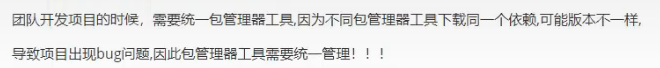 团队开发项目的时候，需要统一包管理器工具,因为不同包管理器工具下载同一个依赖,可能版本不一样,
导致项目出现bug问题,因此包管理器工具需要统一管理！！！